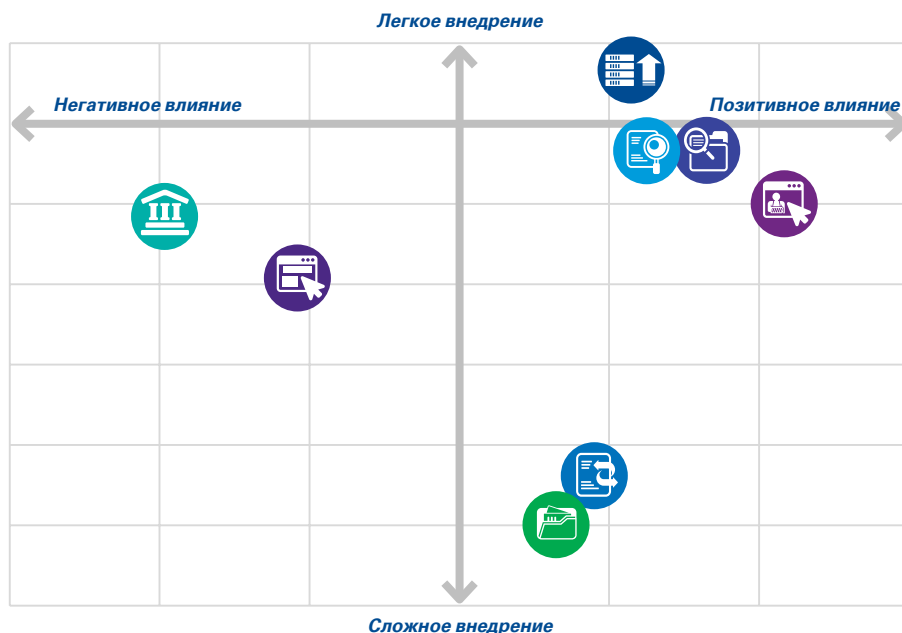 Легкое внедрение
Негативное влияние
Позитивное влияние
Сложное внедрение